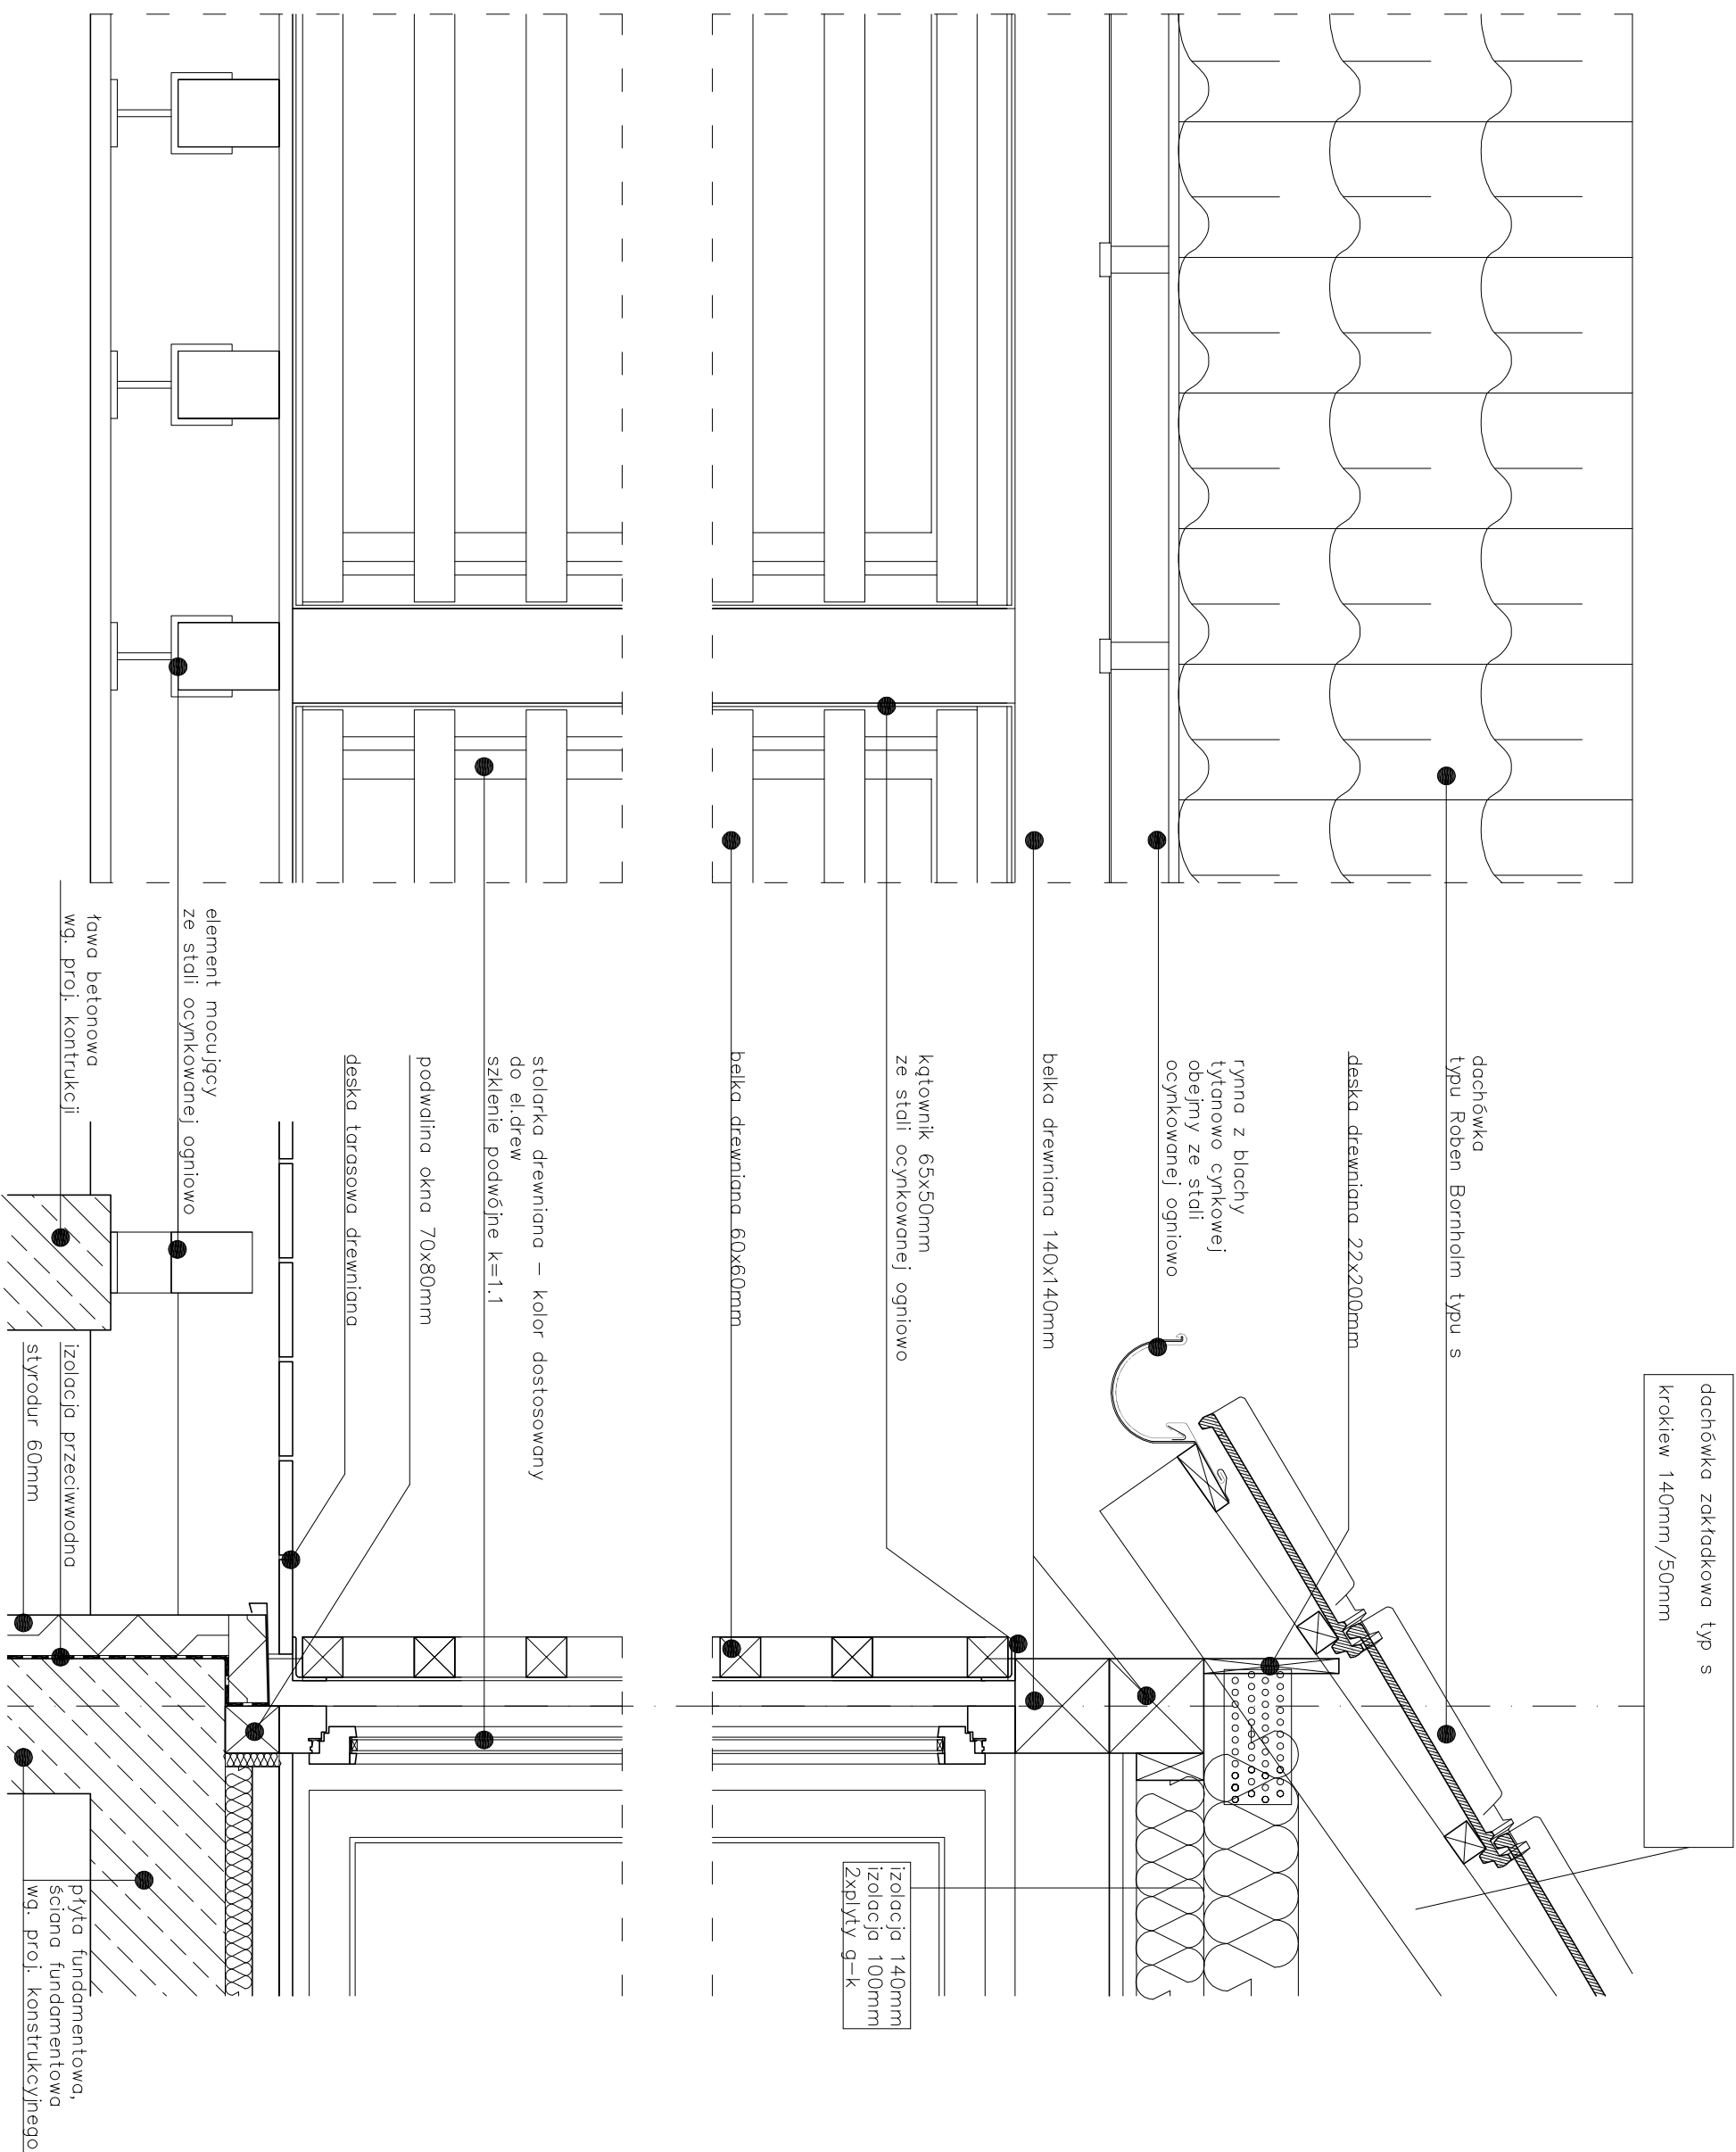 dachówka zakładkowa typ s
krokiew 140mm/50mm
dachówka
typu Roben Bornholm typu s
deska drewniana 22x200mm
rynna z blachy
tytanowo cynkowej
obejmy ze stali
ocynkowanej ogniowo
belka drewniana 140x140mm
kątownik 65x50mm
ze stali ocynkowanej ogniowo
izolacja 140mm
izolacja 100mm
2xpłyty g-k
belka drewniana 60x60mm
stolarka drewniana – kolor dostosowany
do el.drew
szklenie podwójne k=1.1
podwalina okna 70x80mm
deska tarasowa drewniana
element mocujący
ze stali ocynkowanej ogniowo
ława betonowa
wg. proj. kontrukcji
izolacja przeciwwodna
styrodur 60mm
płyta fundamentowa,
ściana fundamentowa
wg. proj. konstrukcyjnego